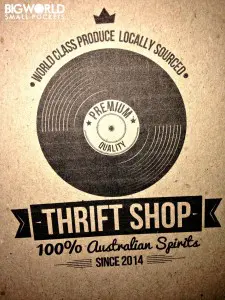 BIGWORLD
SMALL POCKETS
• WORLD CLASS PRODUCE LOCALLY SOURCED •
PREMIUM
QUALITY
THRIFT SHOP
100% Australian Spirits
SINCE 2014